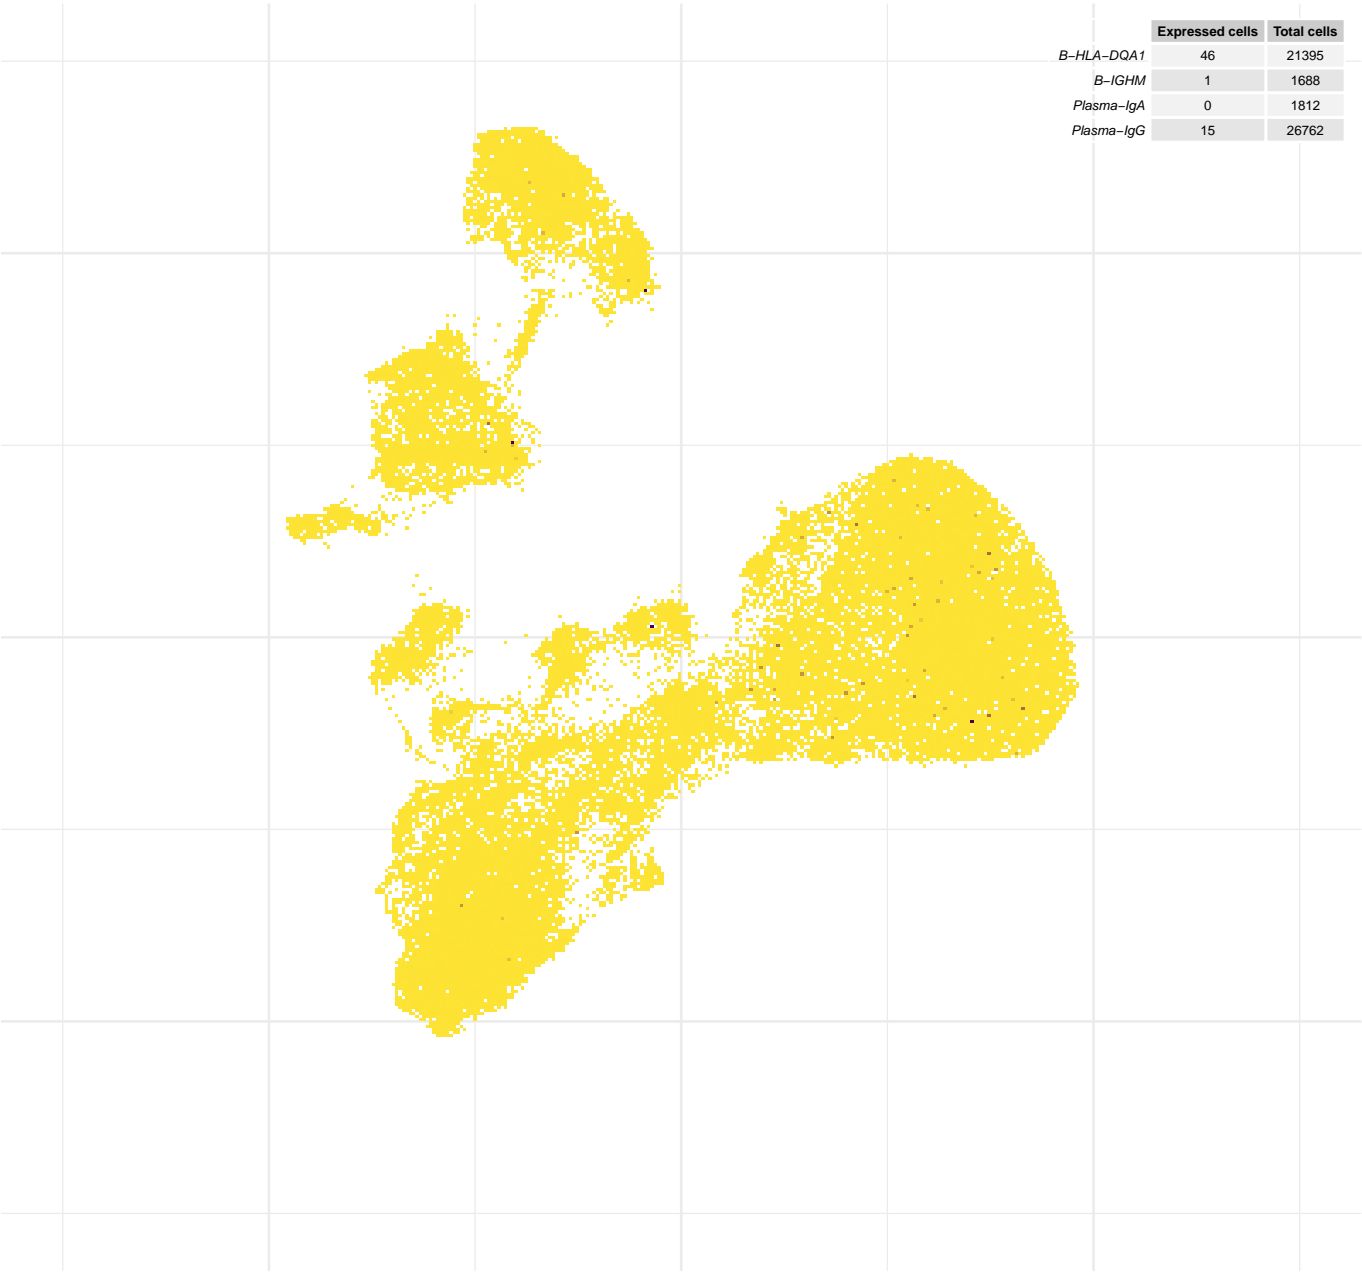 Expressed cells Total cells
B−HLA−DQA1 46 21395
B−IGHM 1 1688
Plasma−IgA 0 1812
Plasma−IgG 15 26762